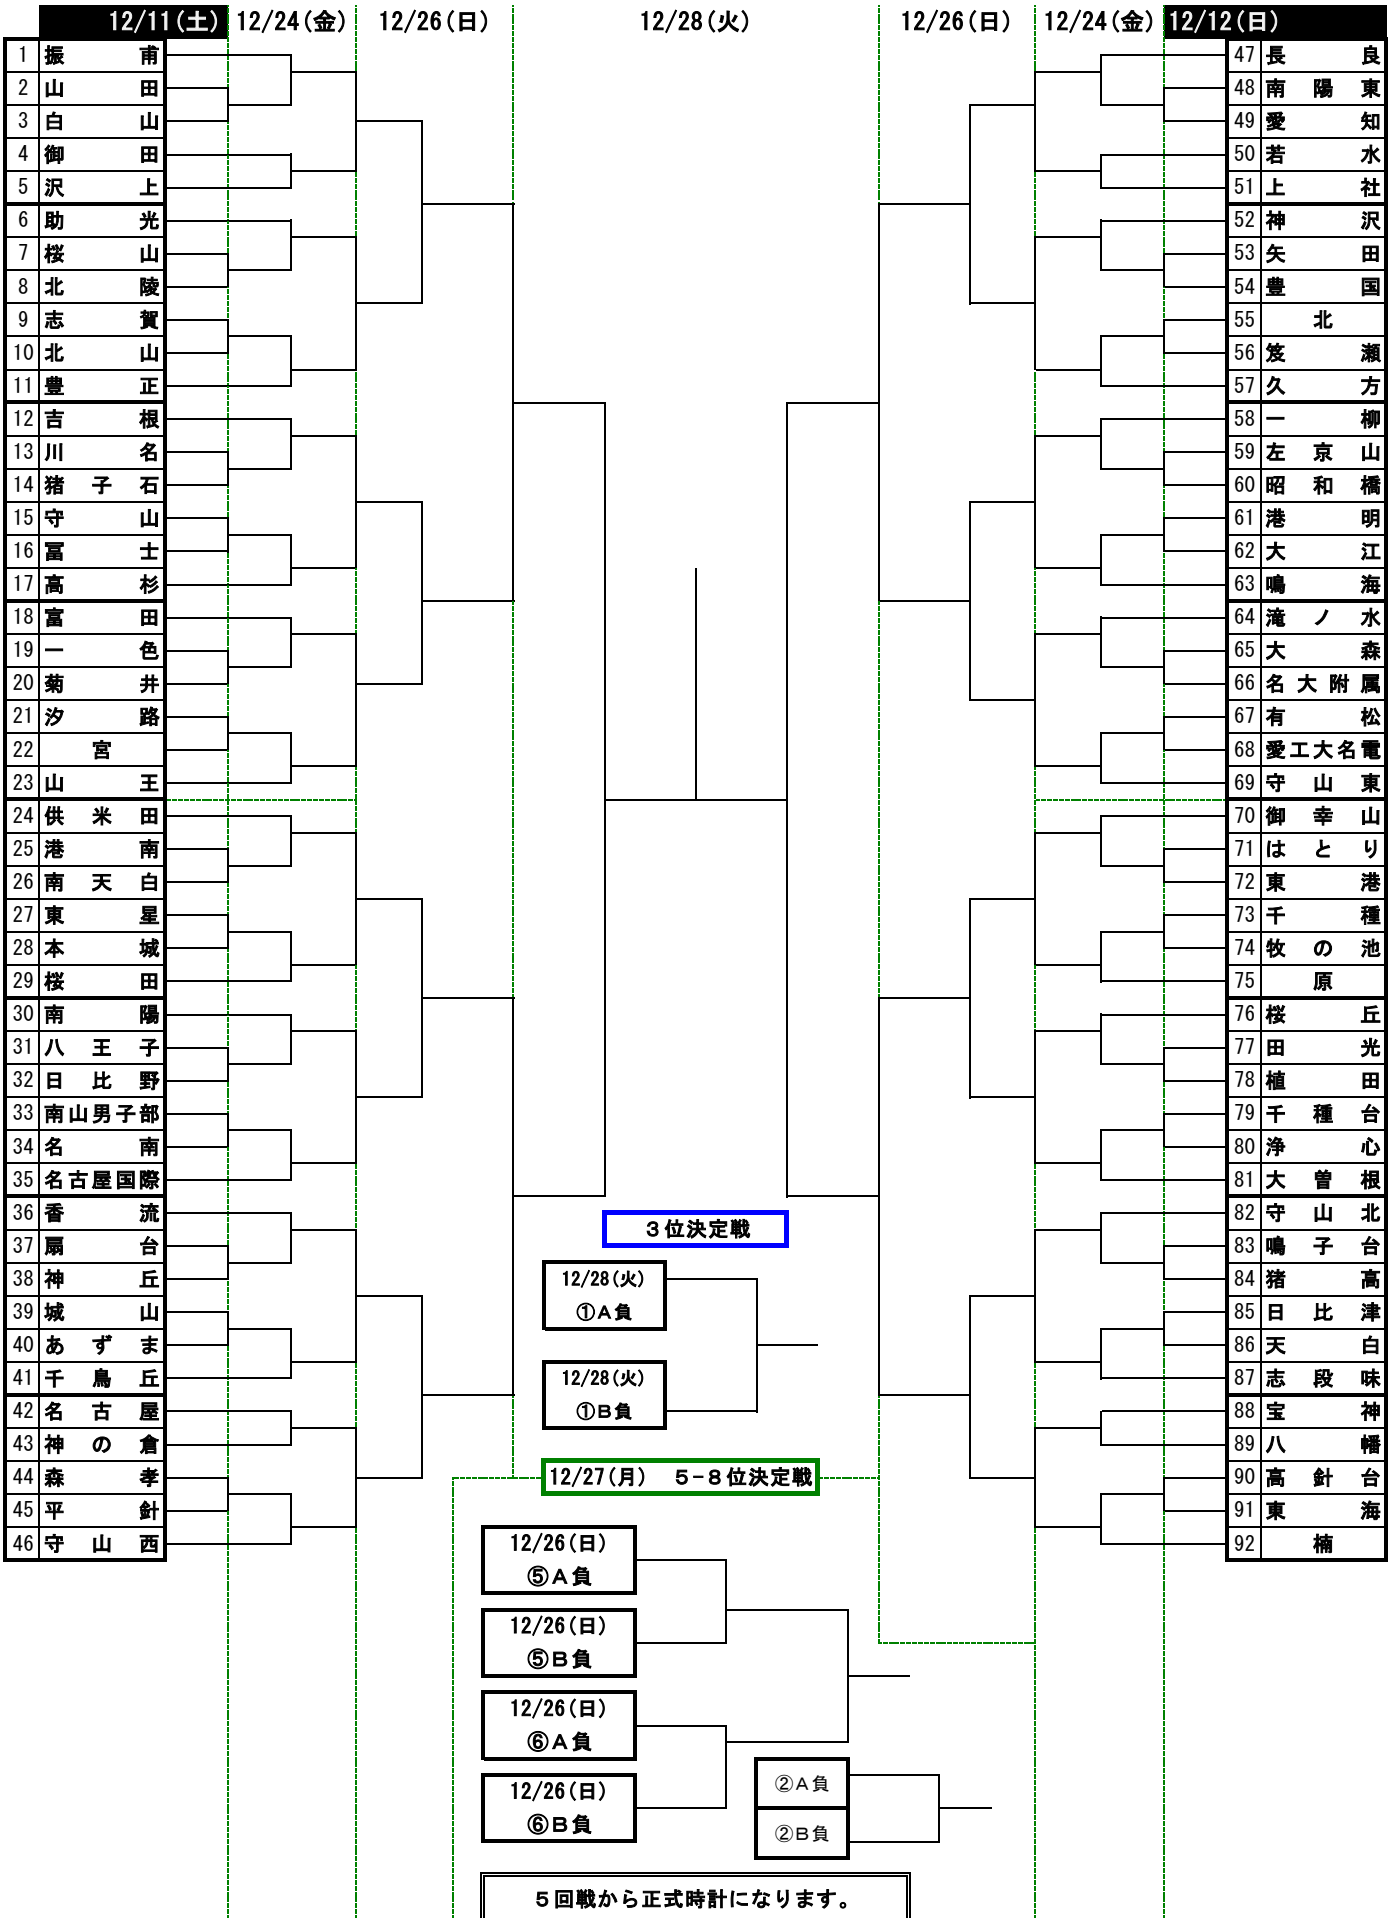 12/11(土) 12/24(金) 12/26(日) 12/28(火) 12/26(日) 12/24(金) 12/12(日)
1 振甫
2 山田
3 白山
4 御田
5 沢上
6 助光
7 桜山
8 北陵
9 志賀
10 北山
11 豊正
12 吉根
13 川名
14 猪子石
15 守山
16 冨士
17 高杉
18 富田
19 一色
20 菊井
21 汐路
22 宮
23 山王
24 供米田
25 港南
26 南天白
27 東星
28 本城
29 桜田
30 南陽
31 八王子
32 日比野
33 南山男子部
34 名南
35 名古屋国際
36 香流
37 扇台
38 神丘
39 城山
40 あずま
41 千鳥丘
42 名古屋
43 神の倉
44 森孝
45 平針
46 守山西
47 長良
48 南陽東
49 愛知
50 若水
51 上社
52 神沢
53 矢田
54 豊国
55 北
56 笈瀬
57 久方
58 一柳
59 左京山
60 昭和橋
61 港明
62 大江
63 鳴海
64 滝ノ水
65 大森
66 名大附属
67 有松
68 愛工大名電
69 守山東
70 御幸山
71 はとり
72 東港
73 千種
74 牧の池
75 原
76 桜丘
77 田光
78 植田
79 千種台
80 浄心
81 大曽根
82 守山北
83 鳴子台
84 猪高
85 日比津
86 天白
87 志段味
88 宝神
89 八幡
90 高針台
91 東海
92 楠
３位決定戦
12/28(火)
①Ａ負
12/28(火)
①Ｂ負
12/27(月)　５-８位決定戦
12/26(日)
⑤Ａ負
12/26(日)
⑤Ｂ負
12/26(日)
⑥Ａ負
12/26(日)
⑥Ｂ負
②Ａ負
②Ｂ負
５回戦から正式時計になります。